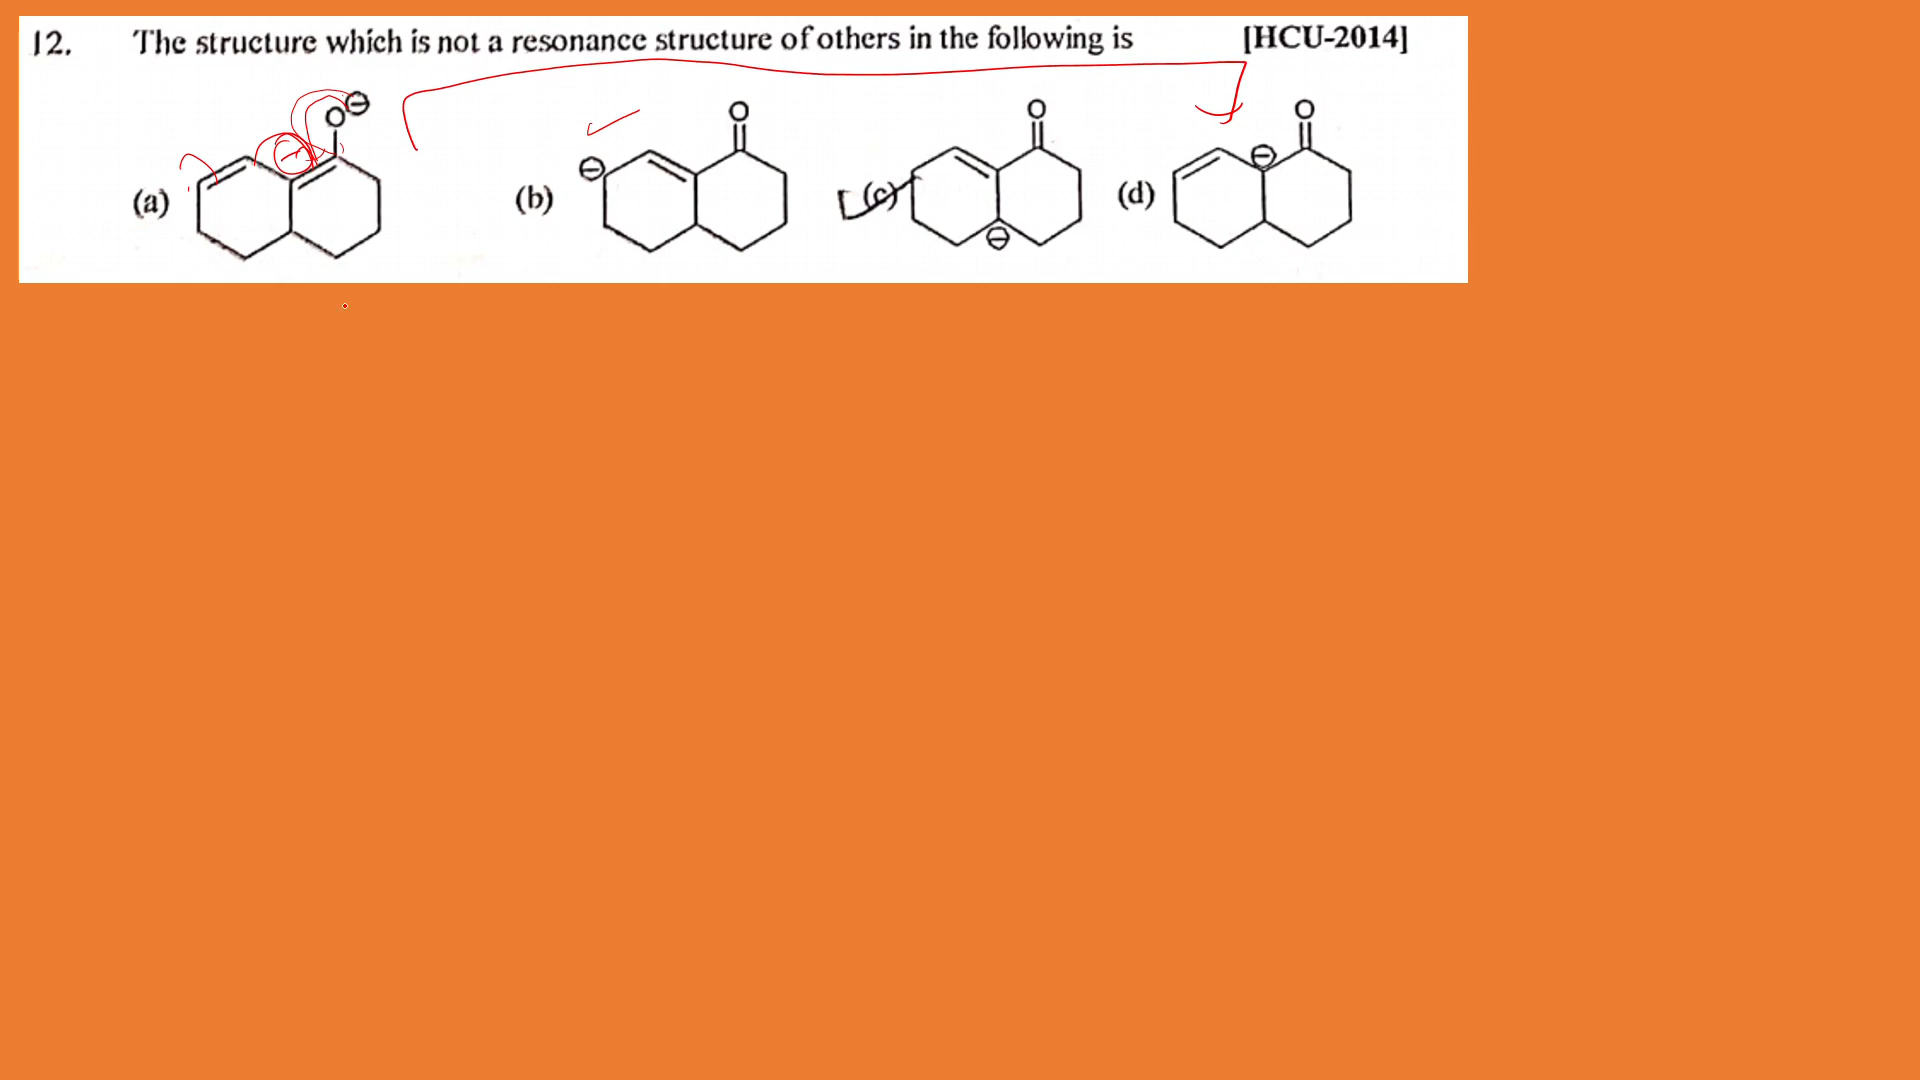 12. The structure which is not a resonance structure of others in the following is [HCU-2014]
O⊖ O O O
⊖ ⊖
(a) (b) (c) (d)
⊖